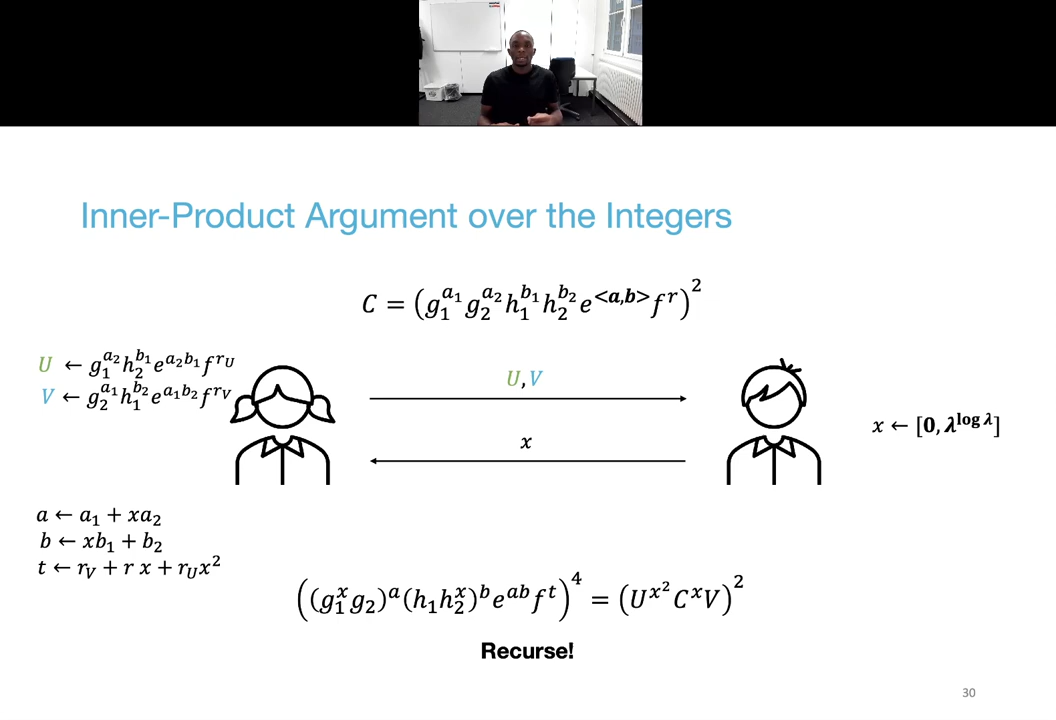 Inner-Product Argument over the Integers
C = (g₁^{a₁} g₂^{a₂} h₁^{b₁} h₂^{b₂} e^{<a,b>} f^r)²
U ← g₁^{a₂} h₂^{b₁} e^{a₂b₁} f^{r_U}
V ← g₂^{a₁} h₁^{b₂} e^{a₁b₂} f^{r_V}
U, V
x
x ← [0, λ^{log λ}]
a ← a₁ + xa₂
b ← xb₁ + b₂
t ← r_V + r x + r_U x²
((g₁^x g₂)^a (h₁h₂^x)^b e^{ab} f^t)⁴ = (U^{x²} C^x V)²
Recurse!
30